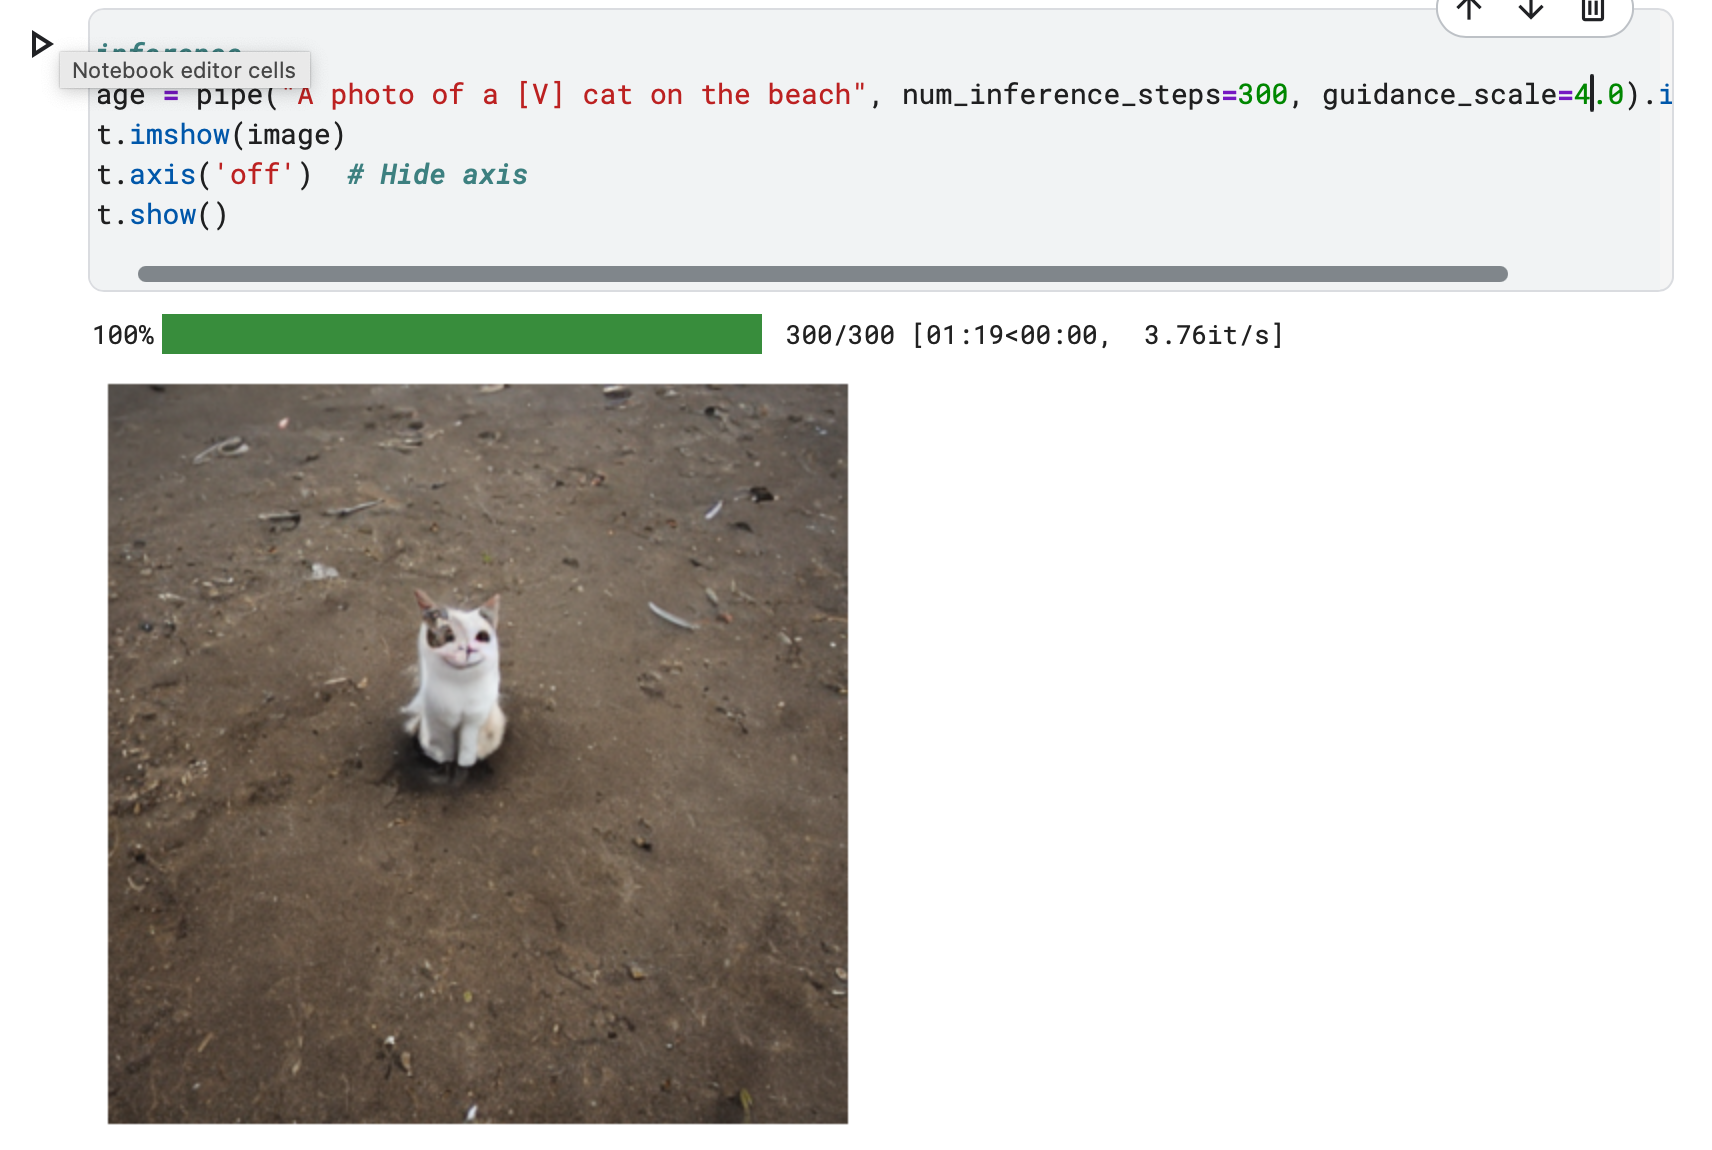 inference
Notebook editor cells
age = pipe("A photo of a [V] cat on the beach", num_inference_steps=300, guidance_scale=4.0).i
t.imshow(image)
t.axis('off')  # Hide axis
t.show()
100% 300/300 [01:19<00:00,  3.76it/s]